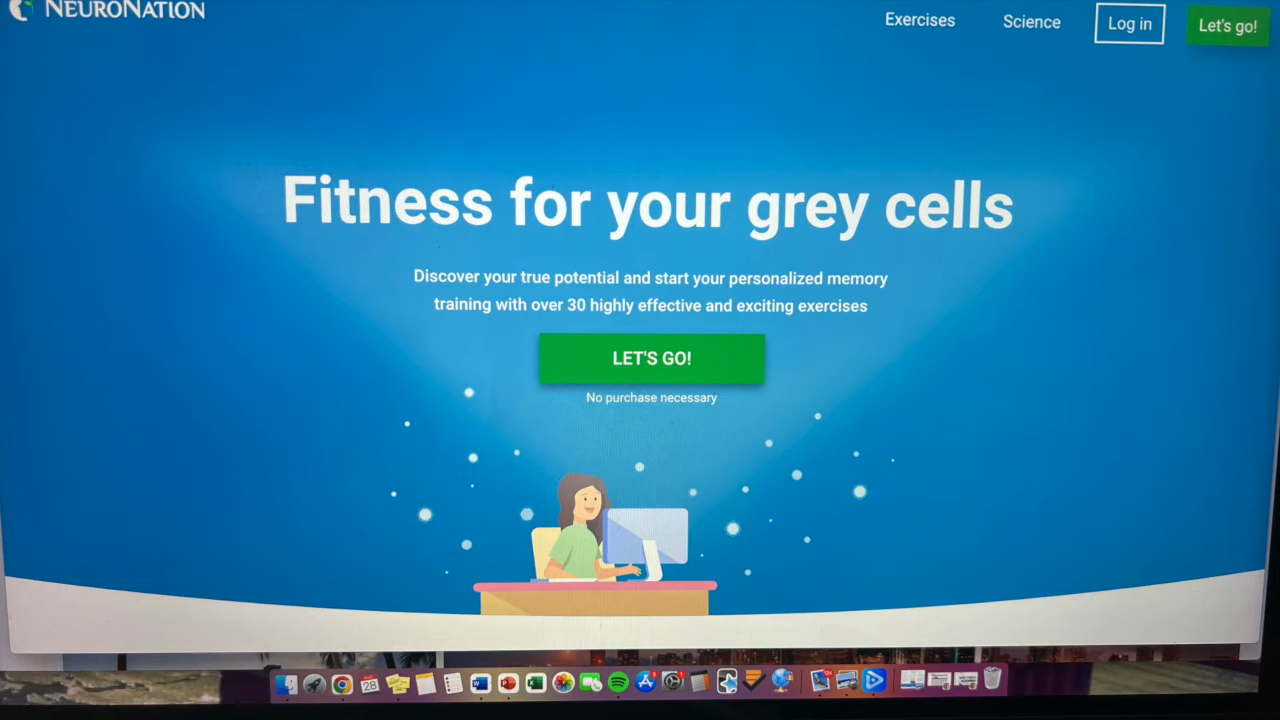 NEURONATION
Exercises
Science
Log in
Let's go!
Fitness for your grey cells
Discover your true potential and start your personalized memory
training with over 30 highly effective and exciting exercises
LET'S GO!
No purchase necessary
28